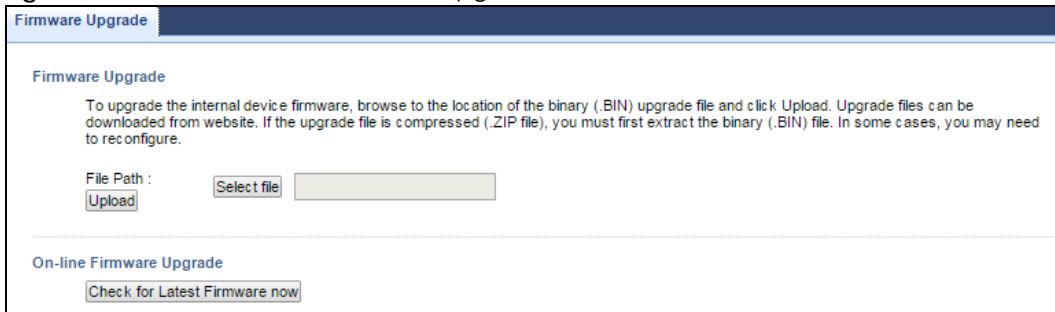 Firmware Upgrade
Firmware Upgrade
To upgrade the internal device firmware, browse to the location of the binary (.BIN) upgrade file and click Upload. Upgrade files can be
downloaded from website. If the upgrade file is compressed (.ZIP file), you must first extract the binary (.BIN) file. In some cases, you may need
to reconfigure.
File Path : Select file
Upload
On-line Firmware Upgrade
Check for Latest Firmware now